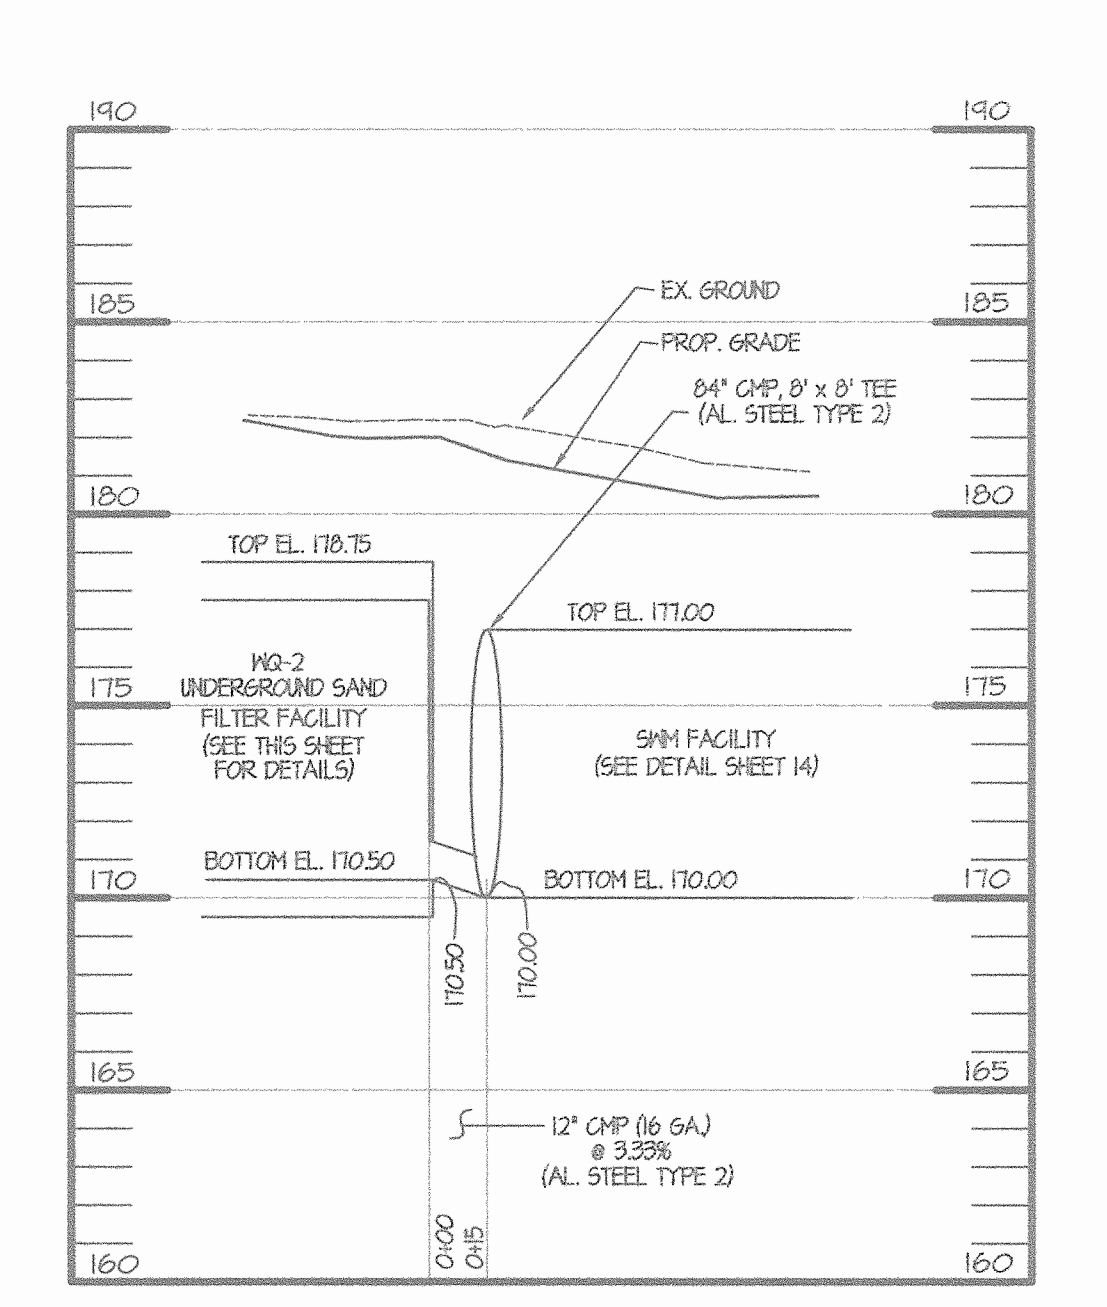 190 190
185 185
EX. GROUND
PROP. GRADE
84" CMP, 8' x 8' TEE
(AL. STEEL TYPE 2)
180 180
TOP EL. 178.75
TOP EL. 177.00
WQ-2
UNDERGROUND SAND
FILTER FACILITY
(SEE THIS SHEET
FOR DETAILS)
175 175
SWM FACILITY
(SEE DETAIL SHEET 14)
BOTTOM EL. 170.50
BOTTOM EL. 170.00
170 170
170.50
170.00
165 165
12" CMP (16 GA.)
@ 3.33%
(AL. STEEL TYPE 2)
0+00
0+15
160 160